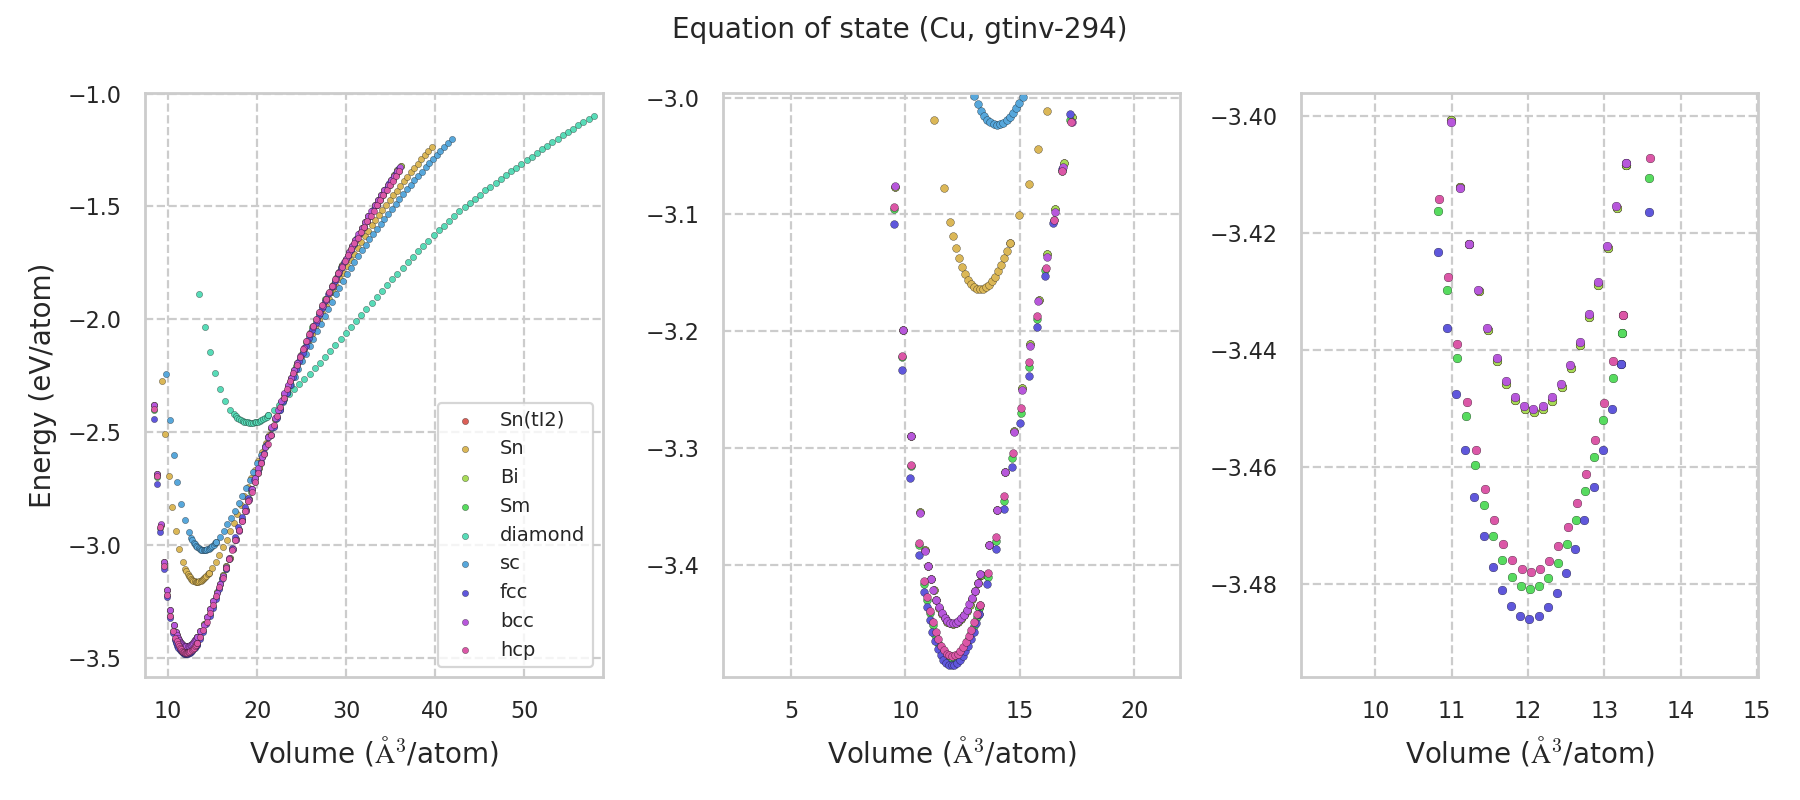 Equation of state (Cu, gtinv-294)
Energy (eV/atom)
−1.0
−1.5
−2.0
−2.5
−3.0
−3.5
10 20 30 40 50
Volume (Å³/atom)
Sn(tI2)
Sn
Bi
Sm
diamond
sc
fcc
bcc
hcp
−3.0
−3.1
−3.2
−3.3
−3.4
5 10 15 20
Volume (Å³/atom)
−3.40
−3.42
−3.44
−3.46
−3.48
10 11 12 13 14 15
Volume (Å³/atom)